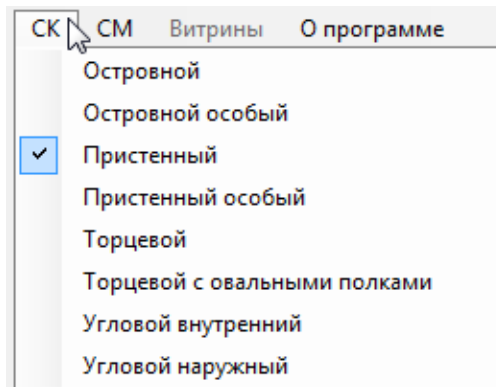 СК СМ Витрины О программе
Островной
Островной особый
Пристенный
Пристенный особый
Торцевой
Торцевой с овальными полками
Угловой внутренний
Угловой наружный